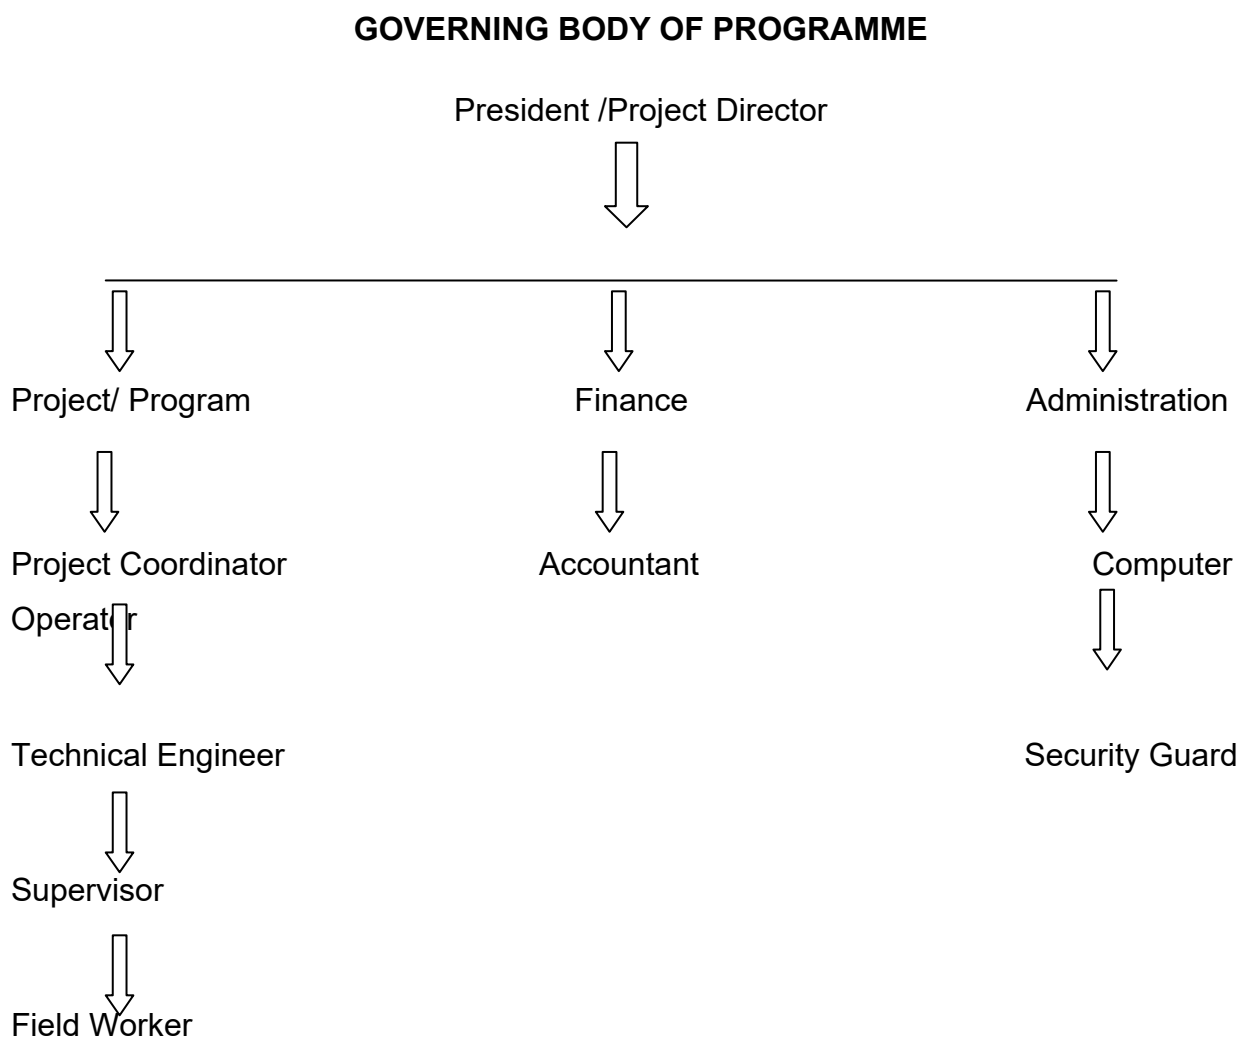 GOVERNING BODY OF PROGRAMME
President /Project Director
Project/ Program Finance Administration
Project Coordinator Accountant Computer
Operator
Technical Engineer Security Guard
Supervisor
Field Worker